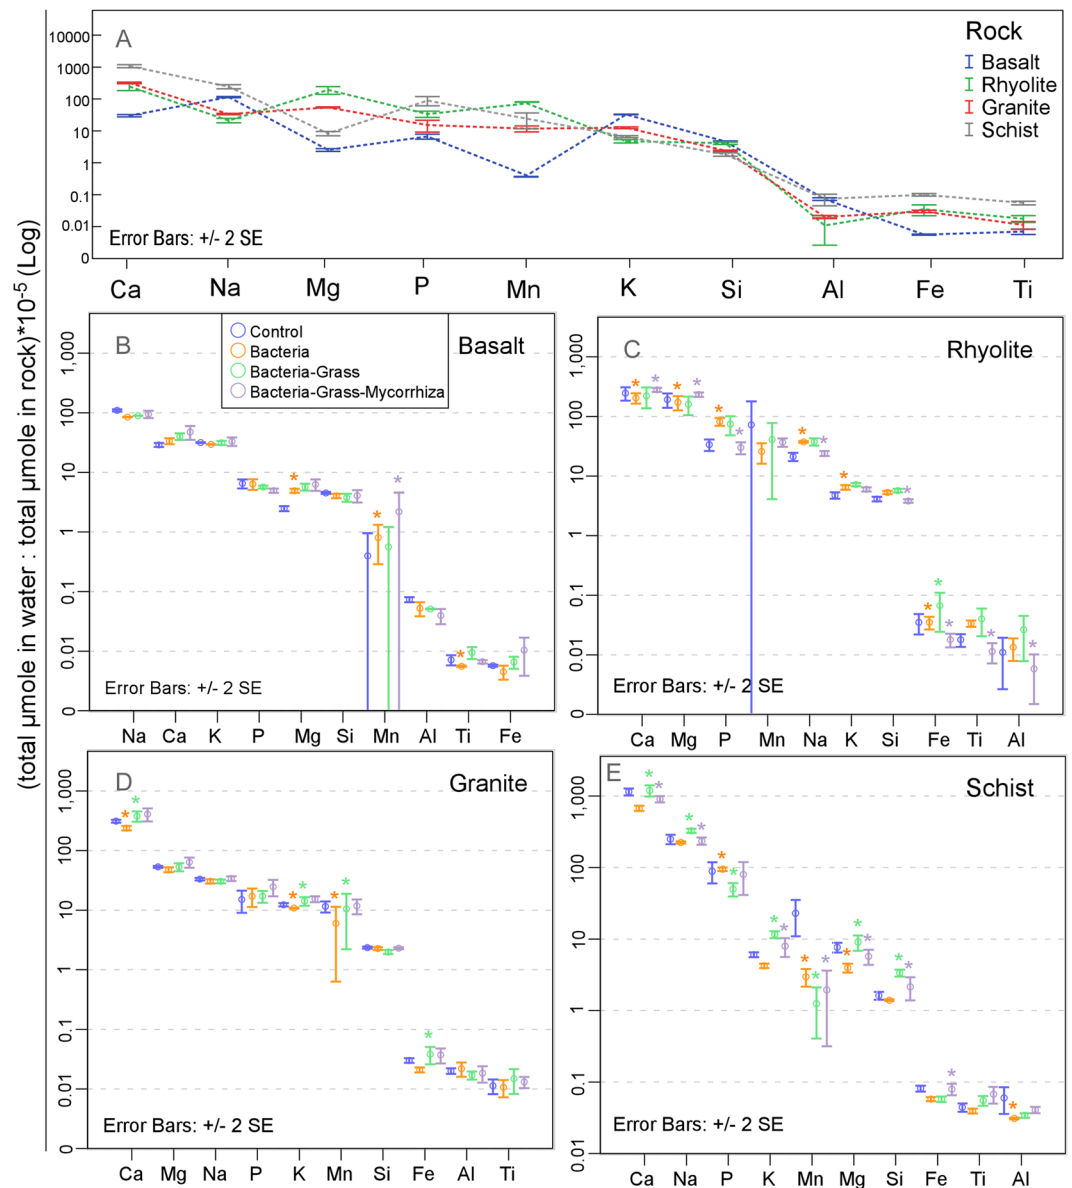 (total µmole in water : total µmole in rock)*10-5 (Log)
A
10000
1000
100
10
1
0.1
0.01
0
Rock
Basalt
Rhyolite
Granite
Schist
Error Bars: +/- 2 SE
Ca Na Mg P Mn K Si Al Fe Ti
B
Basalt
Control
Bacteria
Bacteria-Grass
Bacteria-Grass-Mycorrhiza
1,000
100
10
1
0.1
0.01
0
* * * *
Error Bars: +/- 2 SE
Na Ca K P Mg Si Mn Al Ti Fe
C
Rhyolite
1,000
100
10
1
0.1
0.01
0
* * * * * * * * * * * * * * * *
Error Bars: +/- 2 SE
Ca Mg P Mn Na K Si Fe Ti Al
D
Granite
1,000
100
10
1
0.1
0.01
0
* * * * * * *
Error Bars: +/- 2 SE
Ca Mg Na P K Mn Si Fe Al Ti
E
Schist
1,000
100
10
1
0.1
0.01
* * * * * * * * * * * * * * * * * *
Error Bars: +/- 2 SE
Ca Na P K Mn Mg Si Fe Ti Al